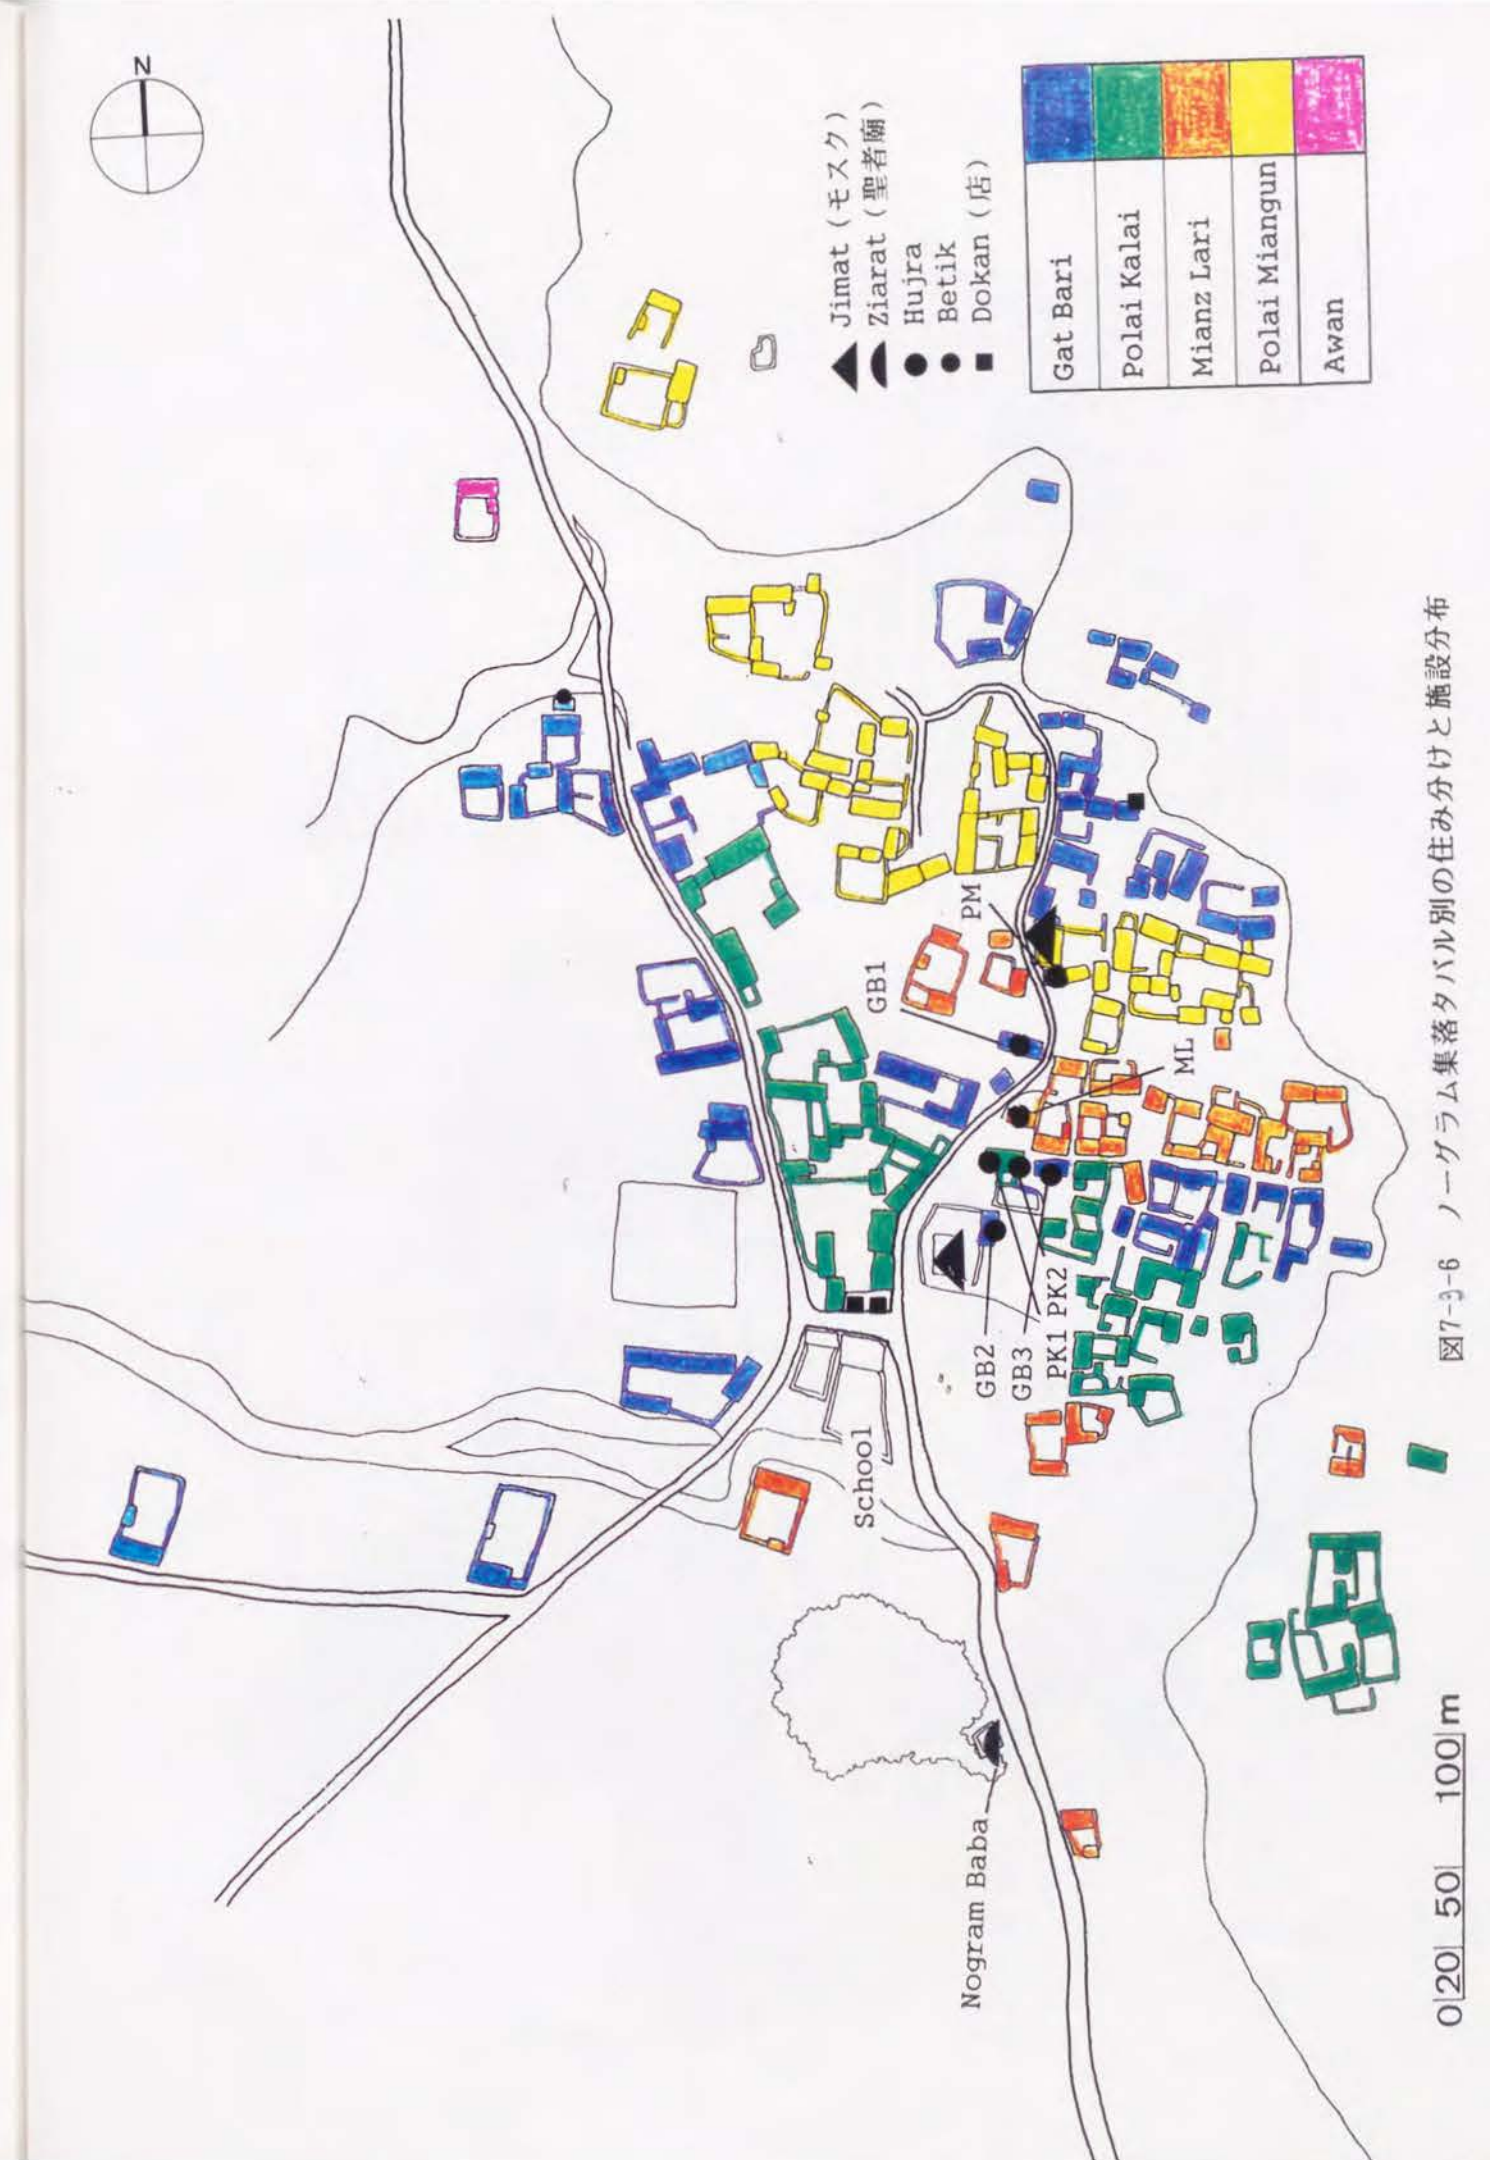 N
Jimat (モスク)
Ziarat (聖者廟)
Hujra
Betik
Dokan (店)
Gat Bari
Polai Kalai
Mianz Lari
Polai Miangun
Awan
PM
GB1
ML
GB2
GB3
PK1 PK2
School
Nogram Baba
0 20 50 100 m
図7-3-6 ノーグラム集落タバル別の住み分けと施設分布